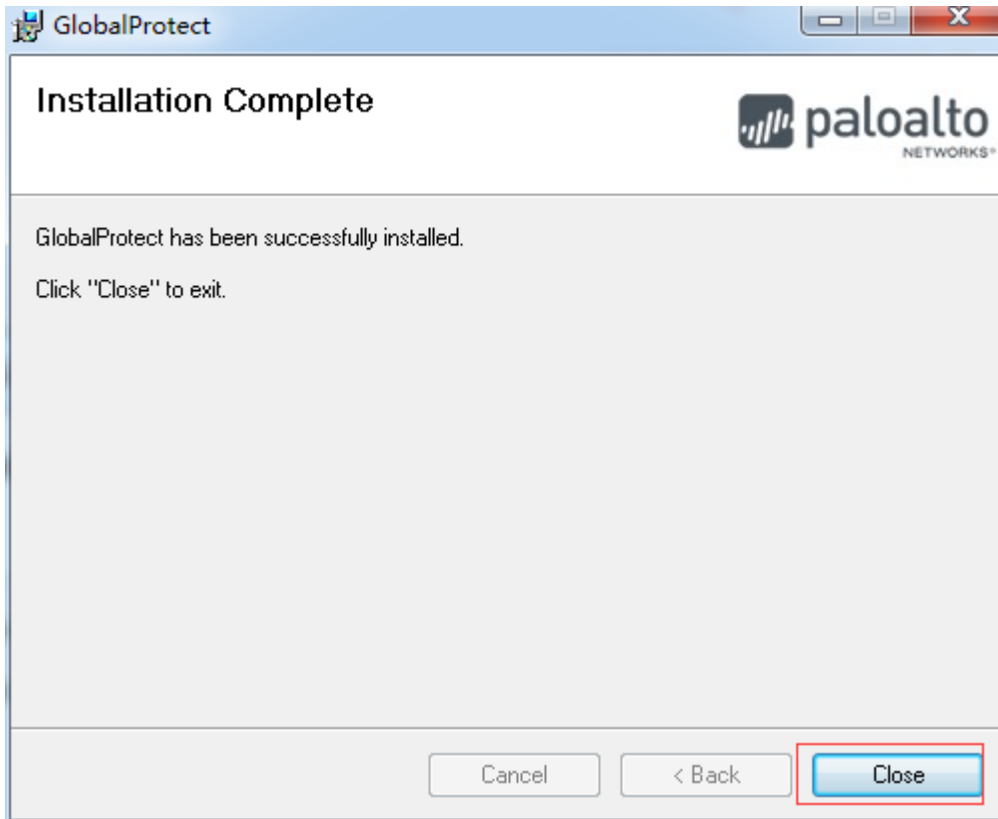 GlobalProtect
Installation Complete
paloalto
NETWORKS®
GlobalProtect has been successfully installed.
Click "Close" to exit.
Cancel
< Back
Close